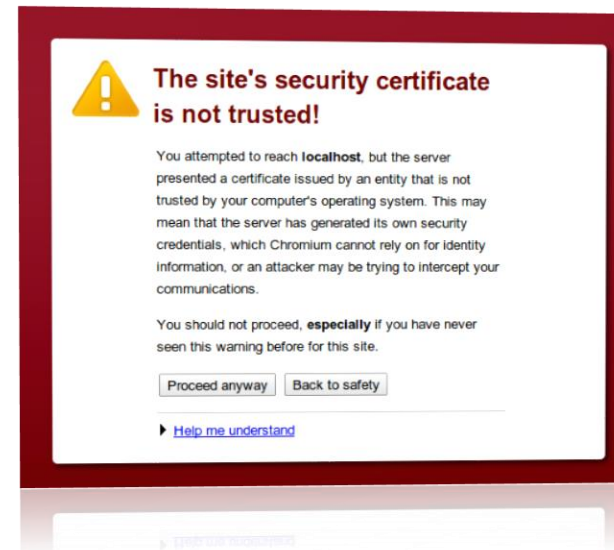 The site's security certificate
is not trusted!
You attempted to reach localhost, but the server
presented a certificate issued by an entity that is not
trusted by your computer's operating system. This may
mean that the server has generated its own security
credentials, which Chromium cannot rely on for identity
information, or an attacker may be trying to intercept your
communications.
You should not proceed, especially if you have never
seen this warning before for this site.
Proceed anyway Back to safety
Help me understand